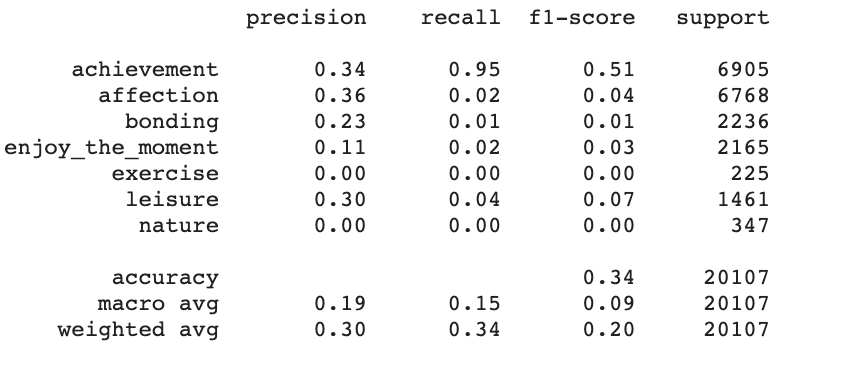 precision recall f1-score support
achievement 0.34 0.95 0.51 6905
affection 0.36 0.02 0.04 6768
bonding 0.23 0.01 0.01 2236
enjoy_the_moment 0.11 0.02 0.03 2165
exercise 0.00 0.00 0.00 225
leisure 0.30 0.04 0.07 1461
nature 0.00 0.00 0.00 347
accuracy 0.34 20107
macro avg 0.19 0.15 0.09 20107
weighted avg 0.30 0.34 0.20 20107